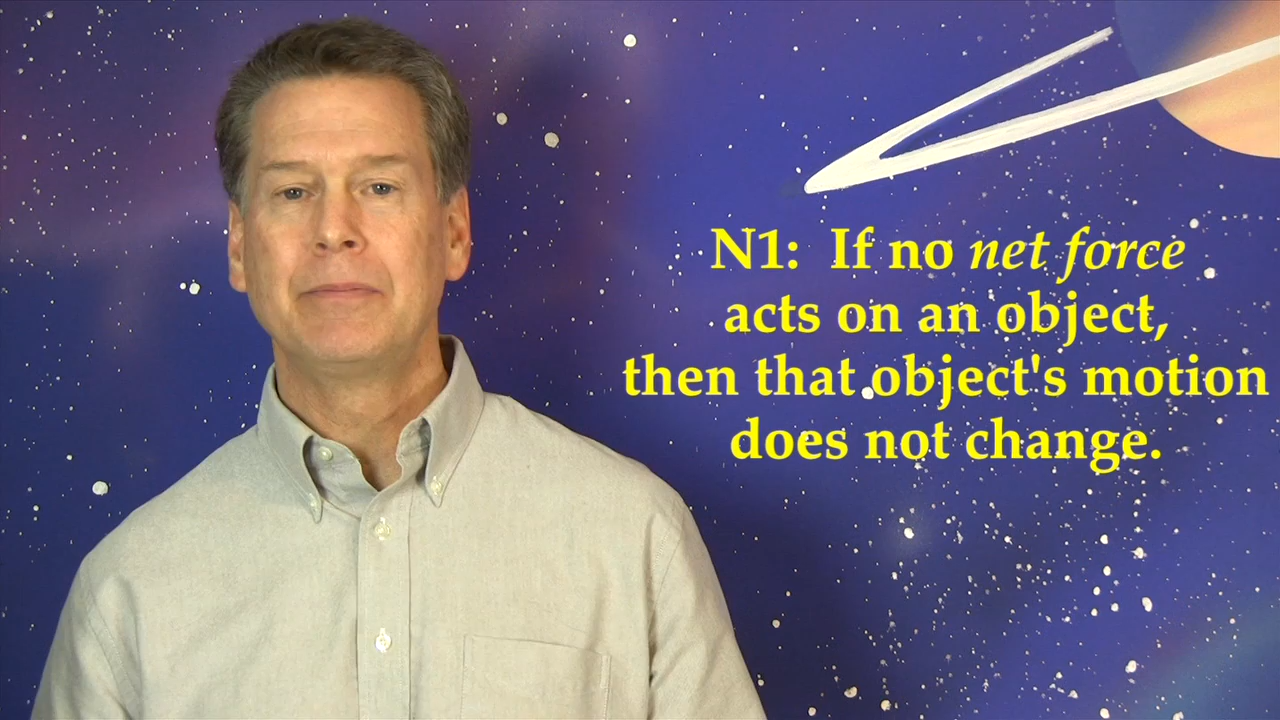 N1: If no net force
acts on an object,
then that object's motion
does not change.